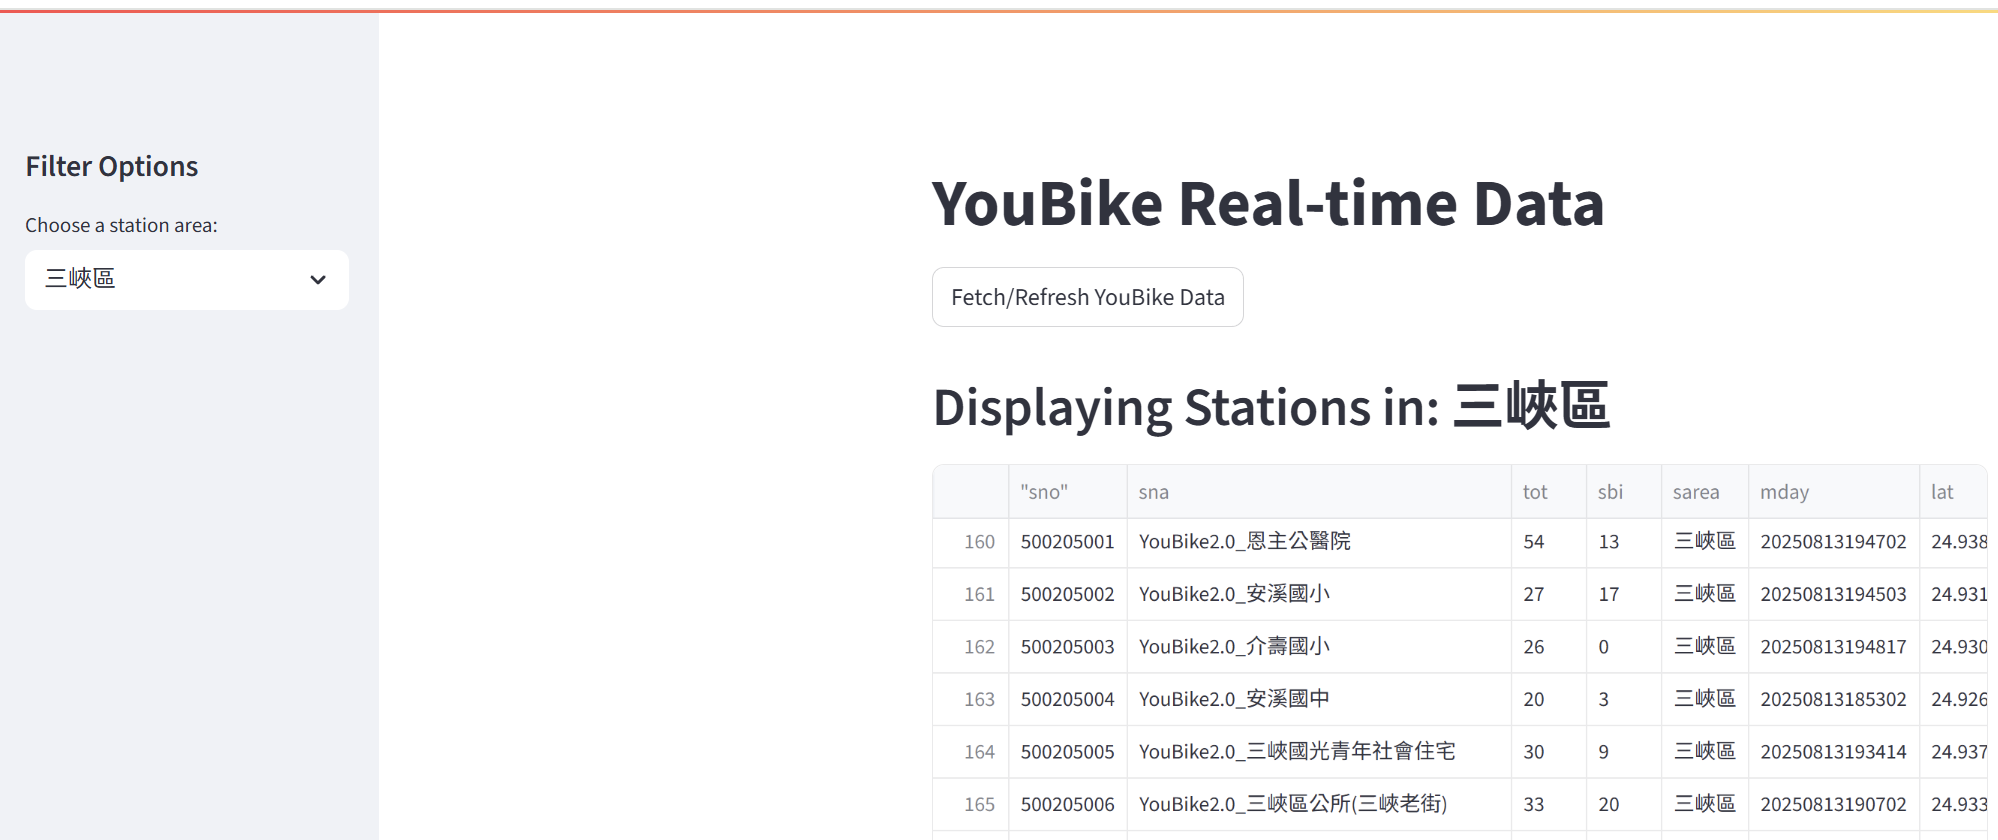 Filter Options
Choose a station area:
三峽區
YouBike Real-time Data
Fetch/Refresh YouBike Data
Displaying Stations in: 三峽區
"sno" sna tot sbi sarea mday lat
160 500205001 YouBike2.0_恩主公醫院 54 13 三峽區 20250813194702 24.938
161 500205002 YouBike2.0_安溪國小 27 17 三峽區 20250813194503 24.931
162 500205003 YouBike2.0_介壽國小 26 0 三峽區 20250813194817 24.930
163 500205004 YouBike2.0_安溪國中 20 3 三峽區 20250813185302 24.926
164 500205005 YouBike2.0_三峽國光青年社會住宅 30 9 三峽區 20250813193414 24.937
165 500205006 YouBike2.0_三峽區公所(三峽老街) 33 20 三峽區 20250813190702 24.933